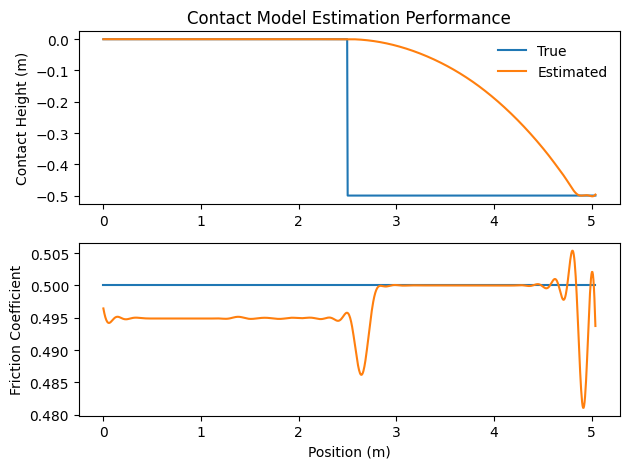 Contact Model Estimation Performance
Contact Height (m)
0.0
−0.1
−0.2
−0.3
−0.4
−0.5
True
Estimated
0 1 2 3 4 5
Friction Coefficient
0.505
0.500
0.495
0.490
0.485
0.480
0 1 2 3 4 5
Position (m)